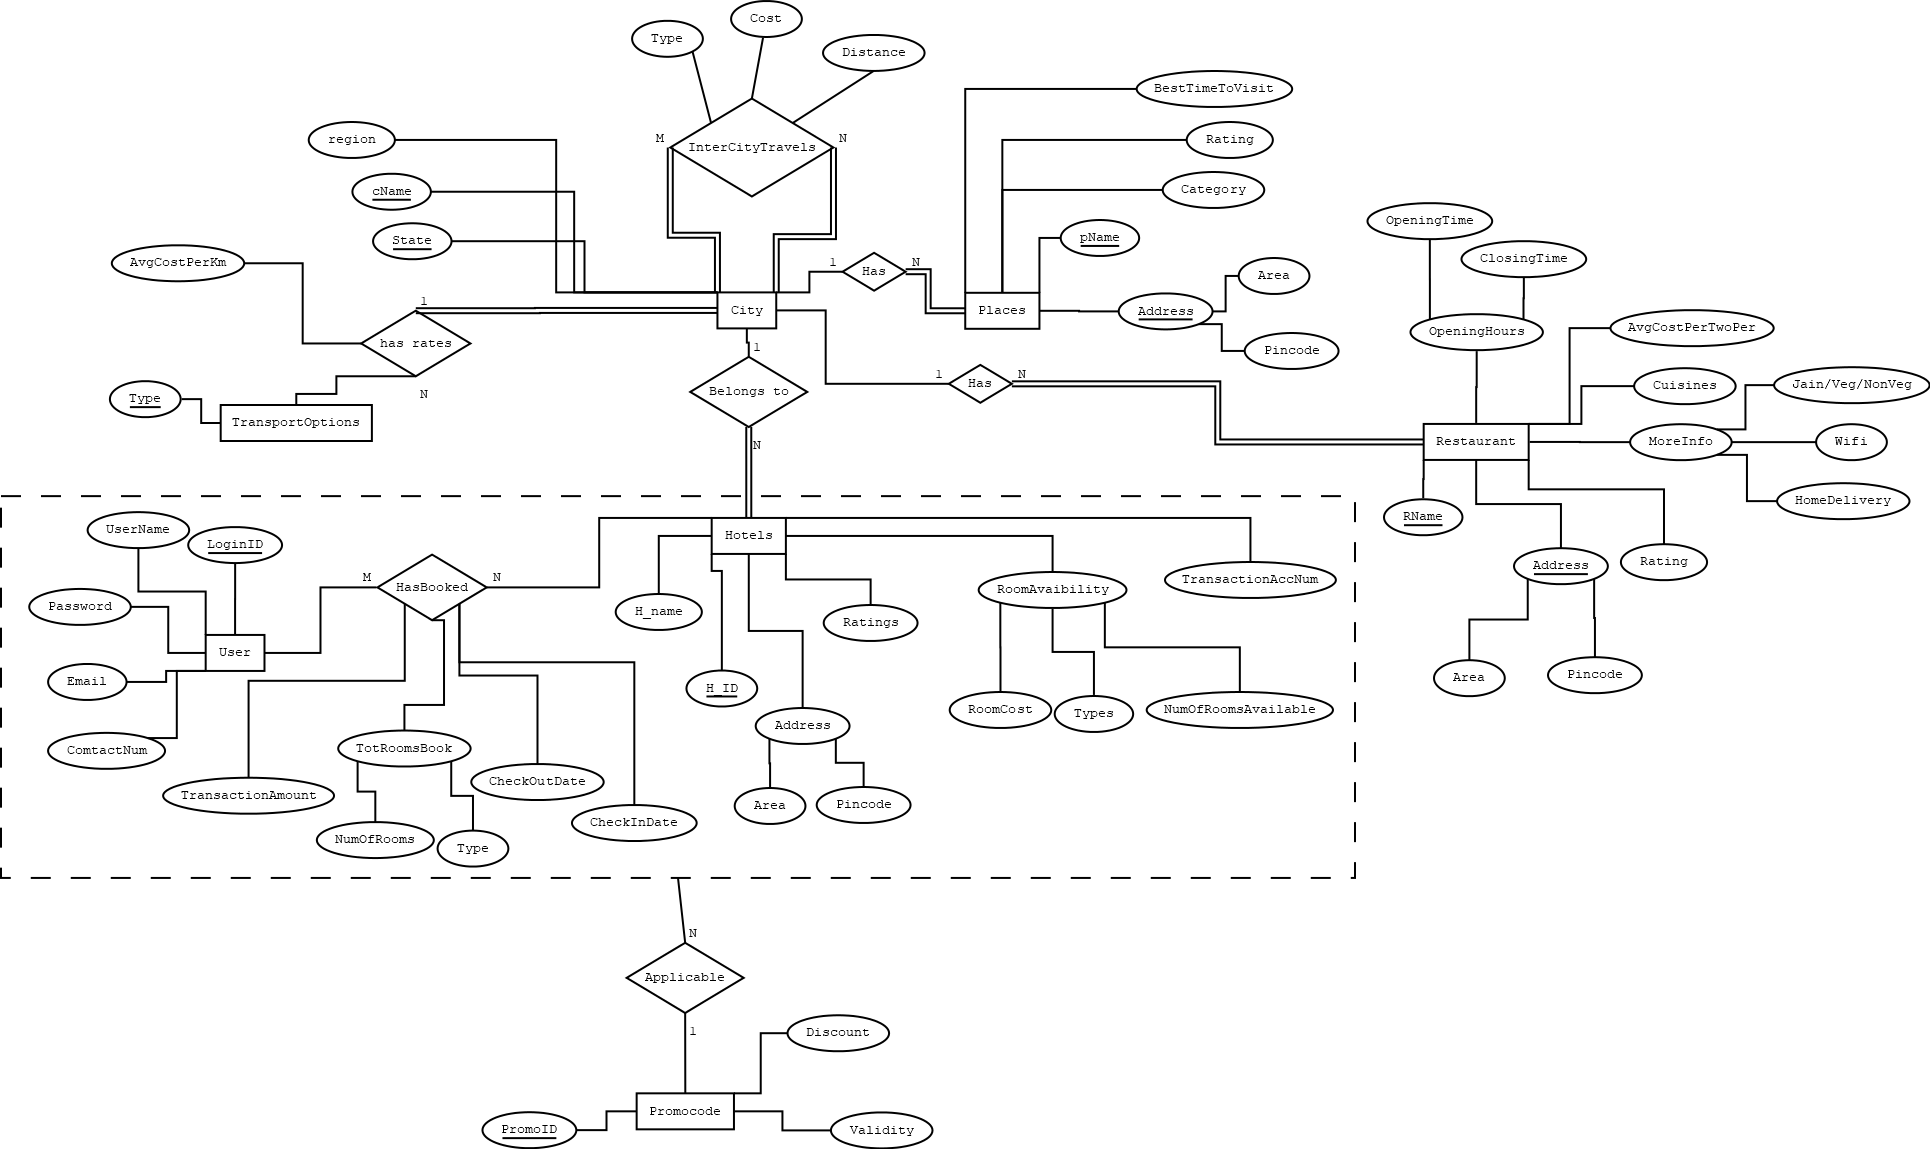 Cost
Type
Distance
BestTimeToVisit
region
M
InterCityTravels
N
Rating
cName
Category
State
pName
OpeningTime
AvgCostPerKm
1
Has
N
ClosingTime
Area
1
City
Places
Address
has rates
OpeningHours
AvgCostPerTwoPer
1
Pincode
Type
N
Belongs to
1
Has
N
Cuisines
Jain/Veg/NonVeg
TransportOptions
N
Restaurant
MoreInfo
Wifi
UserName
LoginID
Hotels
RName
HomeDelivery
M
HasBooked
N
TransactionAccNum
Address
Rating
Password
H_name
Ratings
RoomAvaibility
User
Email
H_ID
Area
Pincode
ComtactNum
TotRoomsBook
Address
RoomCost
Types
NumOfRoomsAvailable
TransactionAmount
CheckOutDate
Area
Pincode
NumOfRooms
Type
CheckInDate
N
Applicable
1
Discount
Promocode
PromoID
Validity